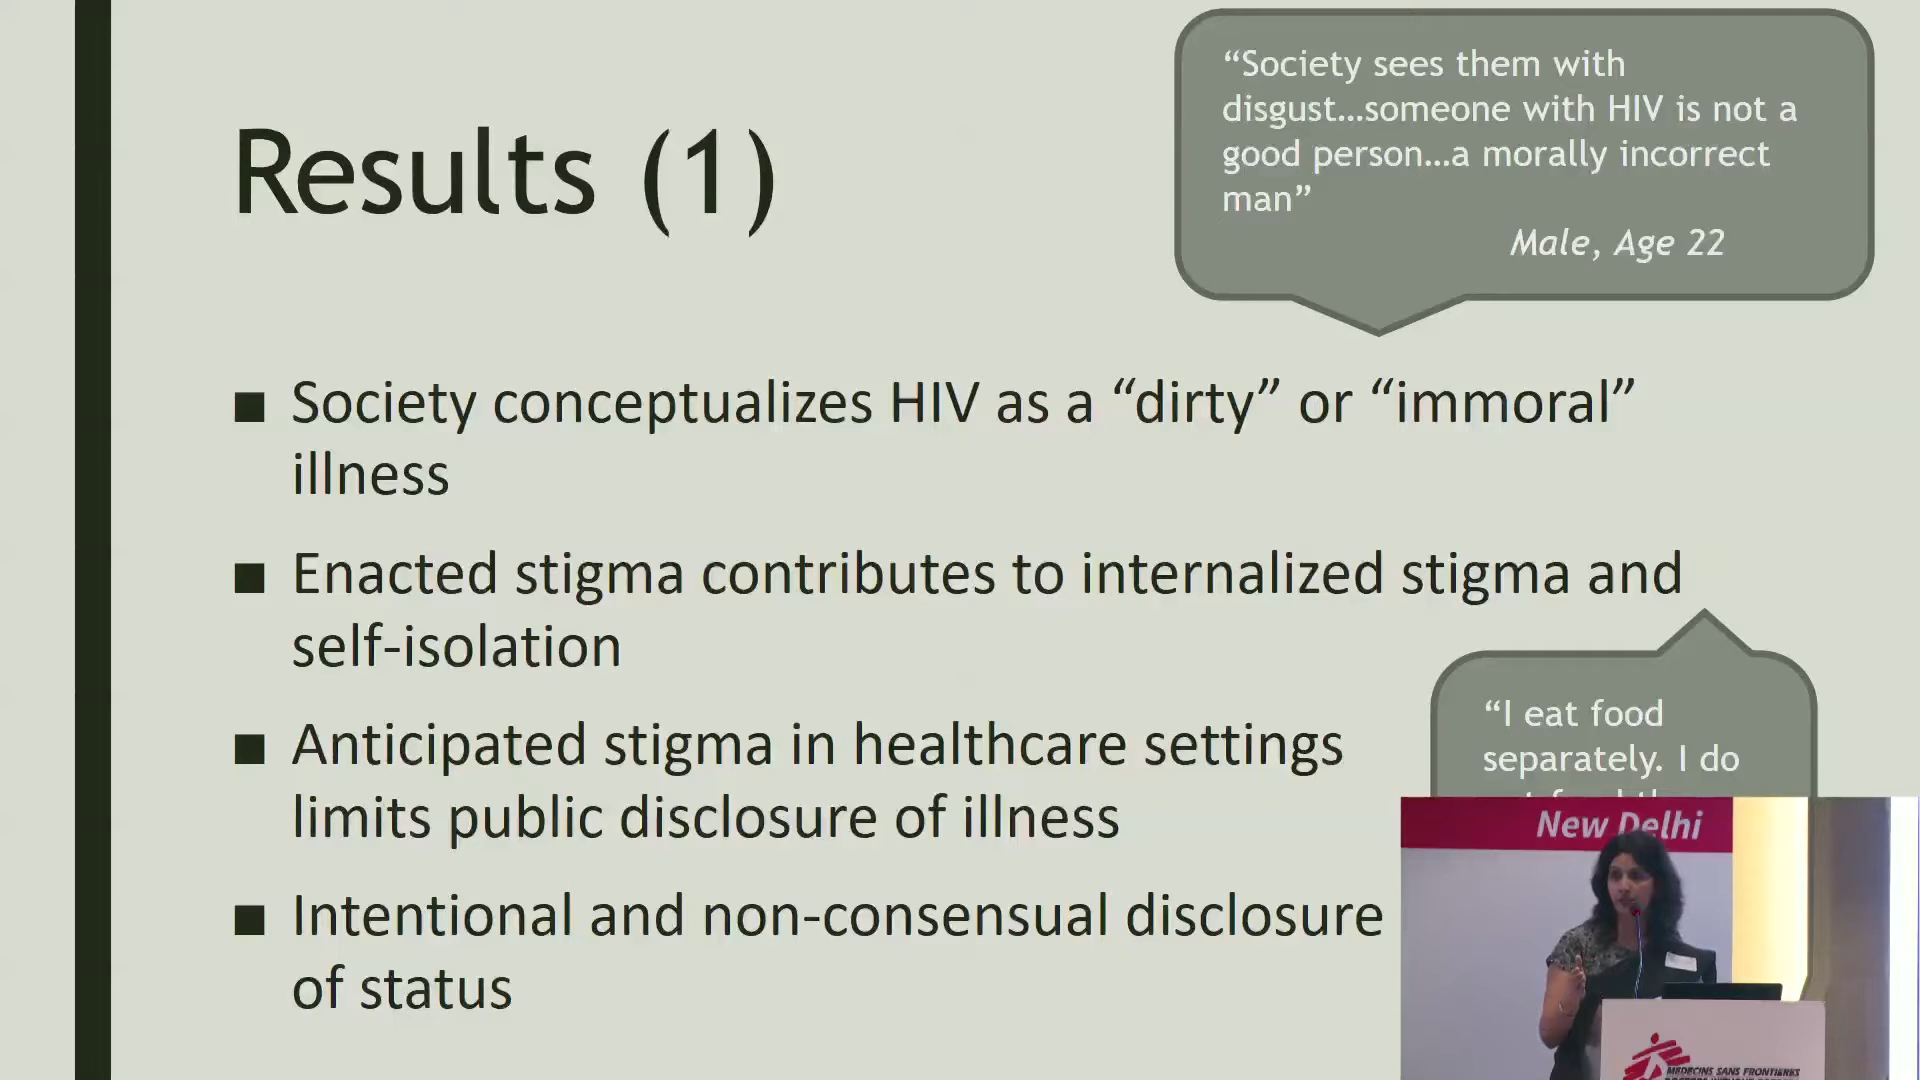 “Society sees them with
disgust…someone with HIV is not a
good person…a morally incorrect
man”
Male, Age 22
Results (1)
■ Society conceptualizes HIV as a “dirty” or “immoral”
illness
■ Enacted stigma contributes to internalized stigma and
self-isolation
“I eat food
separately. I do
■ Anticipated stigma in healthcare settings
limits public disclosure of illness
■ Intentional and non-consensual disclosure
of status
New Delhi
MEDECINS SANS FRONTIERES